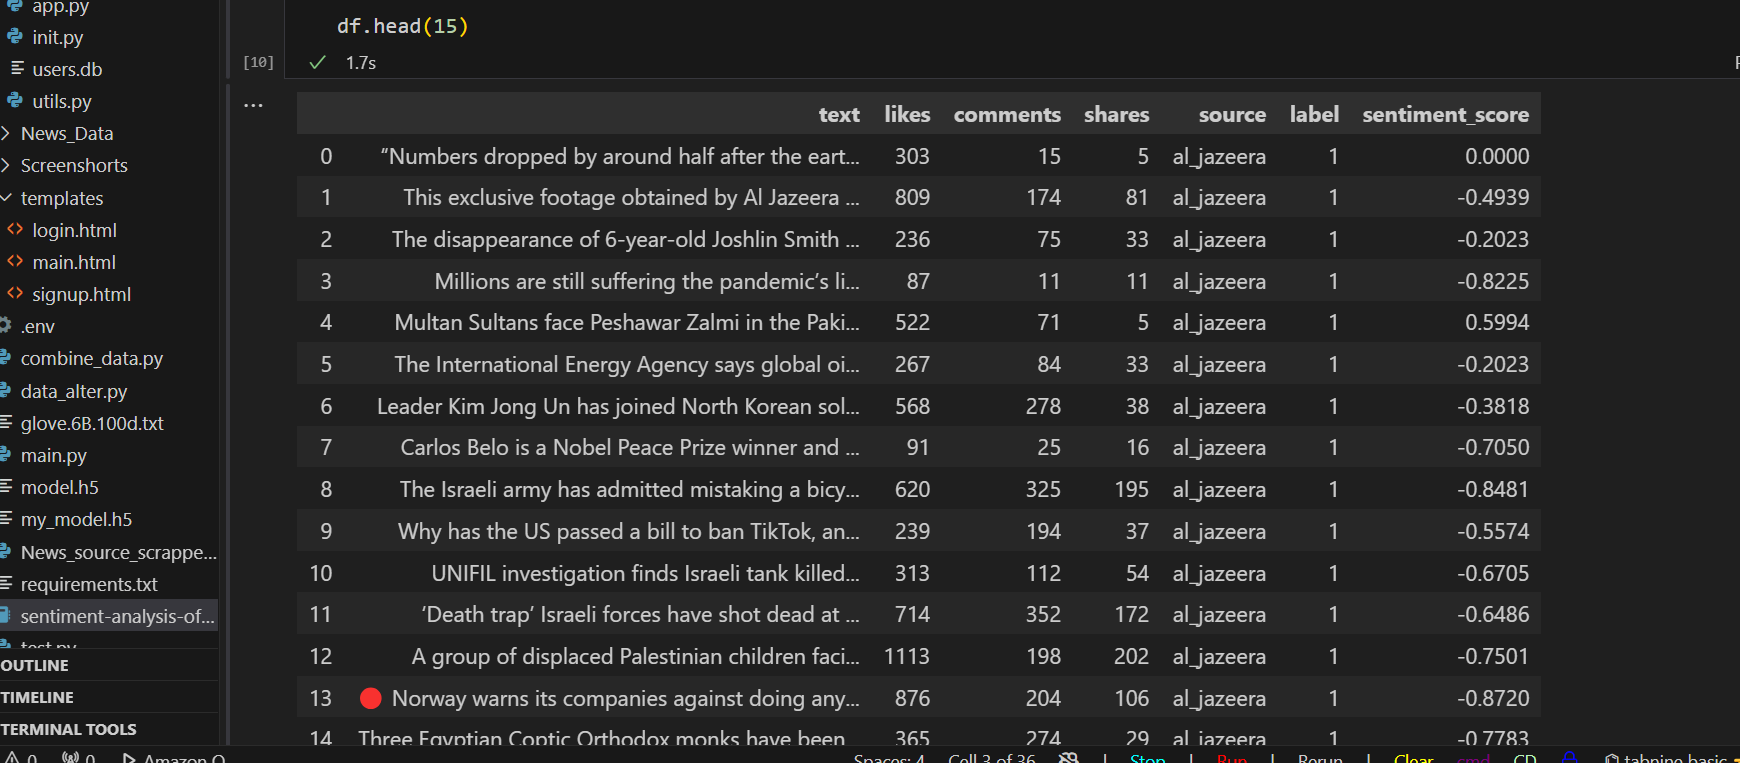 app.py
init.py
users.db
utils.py
News_Data
Screenshorts
templates
login.html
main.html
signup.html
.env
combine_data.py
data_alter.py
glove.6B.100d.txt
main.py
model.h5
my_model.h5
News_source_scrappe...
requirements.txt
sentiment-analysis-of...
test.py
OUTLINE
TIMELINE
TERMINAL TOOLS
df.head(15)
[10] 1.7s
...
text likes comments shares source label sentiment_score
0 “Numbers dropped by around half after the eart... 303 15 5 al_jazeera 1 0.0000
1 This exclusive footage obtained by Al Jazeera ... 809 174 81 al_jazeera 1 -0.4939
2 The disappearance of 6-year-old Joshlin Smith ... 236 75 33 al_jazeera 1 -0.2023
3 Millions are still suffering the pandemic’s li... 87 11 11 al_jazeera 1 -0.8225
4 Multan Sultans face Peshawar Zalmi in the Paki... 522 71 5 al_jazeera 1 0.5994
5 The International Energy Agency says global oi... 267 84 33 al_jazeera 1 -0.2023
6 Leader Kim Jong Un has joined North Korean sol... 568 278 38 al_jazeera 1 -0.3818
7 Carlos Belo is a Nobel Peace Prize winner and ... 91 25 16 al_jazeera 1 -0.7050
8 The Israeli army has admitted mistaking a bicy... 620 325 195 al_jazeera 1 -0.8481
9 Why has the US passed a bill to ban TikTok, an... 239 194 37 al_jazeera 1 -0.5574
10 UNIFIL investigation finds Israeli tank killed... 313 112 54 al_jazeera 1 -0.6705
11 ‘Death trap’ Israeli forces have shot dead at ... 714 352 172 al_jazeera 1 -0.6486
12 A group of displaced Palestinian children faci... 1113 198 202 al_jazeera 1 -0.7501
13 🔴 Norway warns its companies against doing any... 876 204 106 al_jazeera 1 -0.8720
14 Three Egyptian Coptic Orthodox monks have been ... 365 274 29 al_jazeera 1 -0.7783
0 0 Amazon Q Spaces: 4 Cell 3 of 36 | Stop | Run | Rerun | Clear cmd CD tabnine basic